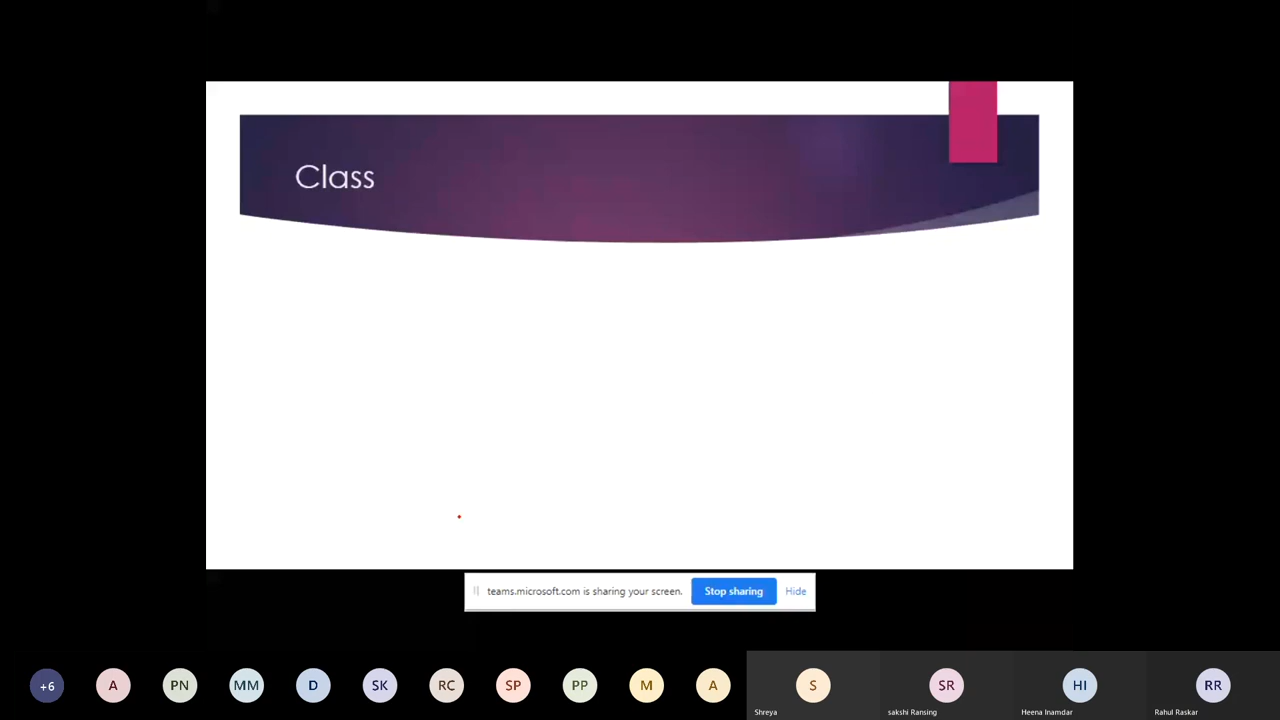 Class
teams.microsoft.com is sharing your screen. Stop sharing Hide
+6 A PN MM D SK RC SP PP M A S SR HI RR
Shreya sakshi Ransing Heena Inamdar Rahul Raskar